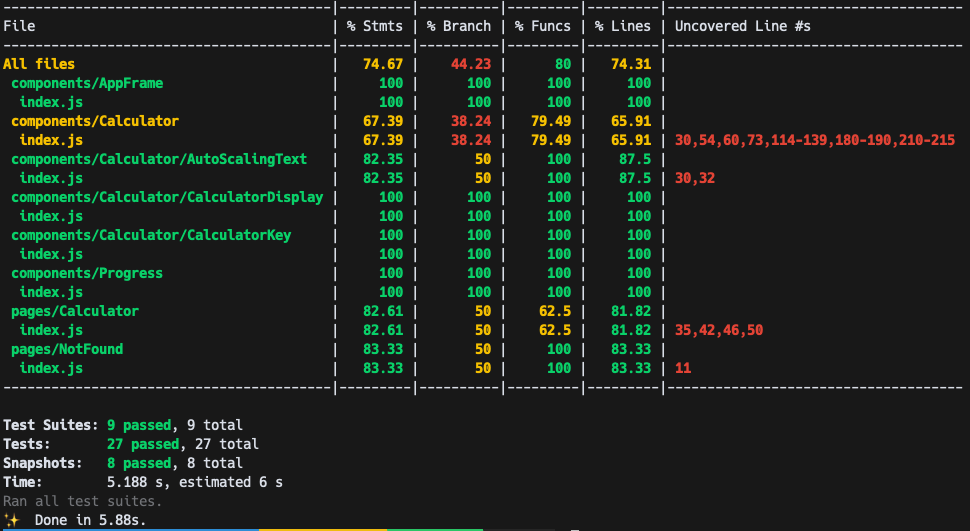 -----------------------------------------|---------|----------|---------|---------|-------------------------------------
File                                     | % Stmts | % Branch | % Funcs | % Lines | Uncovered Line #s
-----------------------------------------|---------|----------|---------|---------|-------------------------------------
All files                                |   74.67 |    44.23 |      80 |   74.31 |
 components/AppFrame                     |     100 |      100 |     100 |     100 |
  index.js                               |     100 |      100 |     100 |     100 |
 components/Calculator                   |   67.39 |    38.24 |   79.49 |   65.91 |
  index.js                               |   67.39 |    38.24 |   79.49 |   65.91 | 30,54,60,73,114-139,180-190,210-215
 components/Calculator/AutoScalingText   |   82.35 |       50 |     100 |    87.5 |
  index.js                               |   82.35 |       50 |     100 |    87.5 | 30,32
 components/Calculator/CalculatorDisplay |     100 |      100 |     100 |     100 |
  index.js                               |     100 |      100 |     100 |     100 |
 components/Calculator/CalculatorKey     |     100 |      100 |     100 |     100 |
  index.js                               |     100 |      100 |     100 |     100 |
 components/Progress                     |     100 |      100 |     100 |     100 |
  index.js                               |     100 |      100 |     100 |     100 |
 pages/Calculator                        |   82.61 |       50 |    62.5 |   81.82 |
  index.js                               |   82.61 |       50 |    62.5 |   81.82 | 35,42,46,50
 pages/NotFound                          |   83.33 |       50 |     100 |   83.33 |
  index.js                               |   83.33 |       50 |     100 |   83.33 | 11
-----------------------------------------|---------|----------|---------|---------|-------------------------------------

Test Suites: 9 passed, 9 total
Tests:       27 passed, 27 total
Snapshots:   8 passed, 8 total
Time:        5.188 s, estimated 6 s
Ran all test suites.
✨  Done in 5.88s.